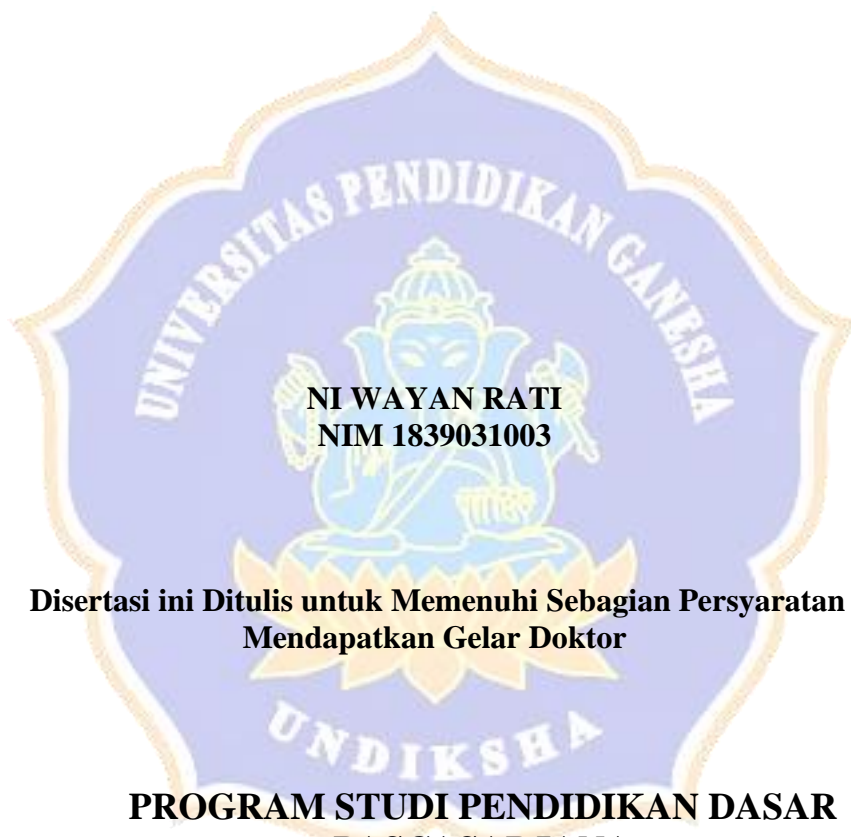 UNIVERSITAS PENDIDIKAN GANESHA
NI WAYAN RATI
NIM 1839031003
Disertasi ini Ditulis untuk Memenuhi Sebagian Persyaratan
Mendapatkan Gelar Doktor
UNDIKSHA
PROGRAM STUDI PENDIDIKAN DASAR